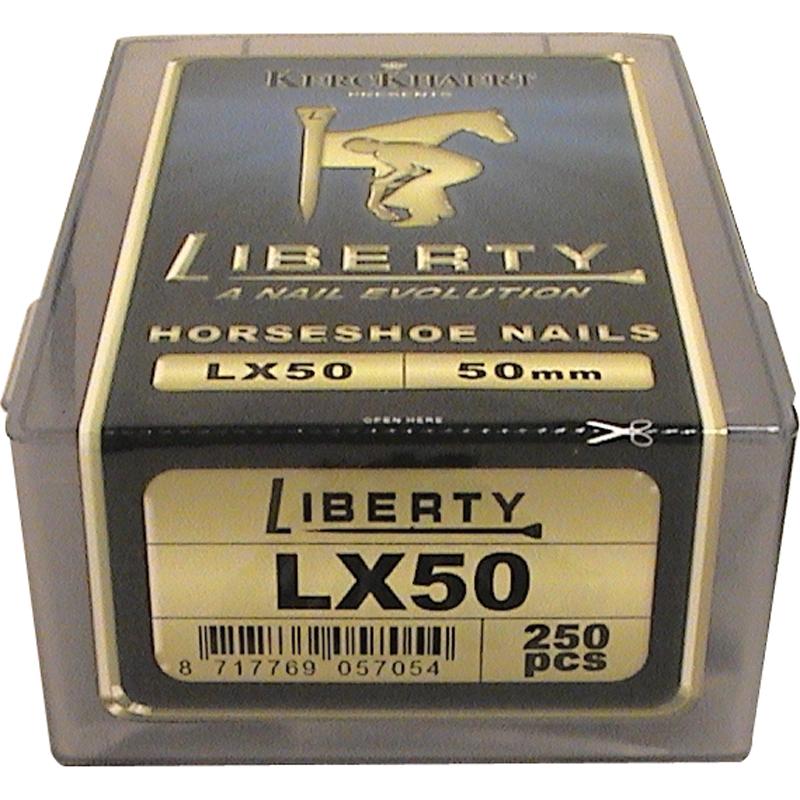 KERCKHAERT
PRESENTS
L
LIBERTY
A NAIL EVOLUTION
HORSESHOE NAILS
LX50 50mm
OPEN HERE
LIBERTY
LX50
8 717769 057054
250
pcs